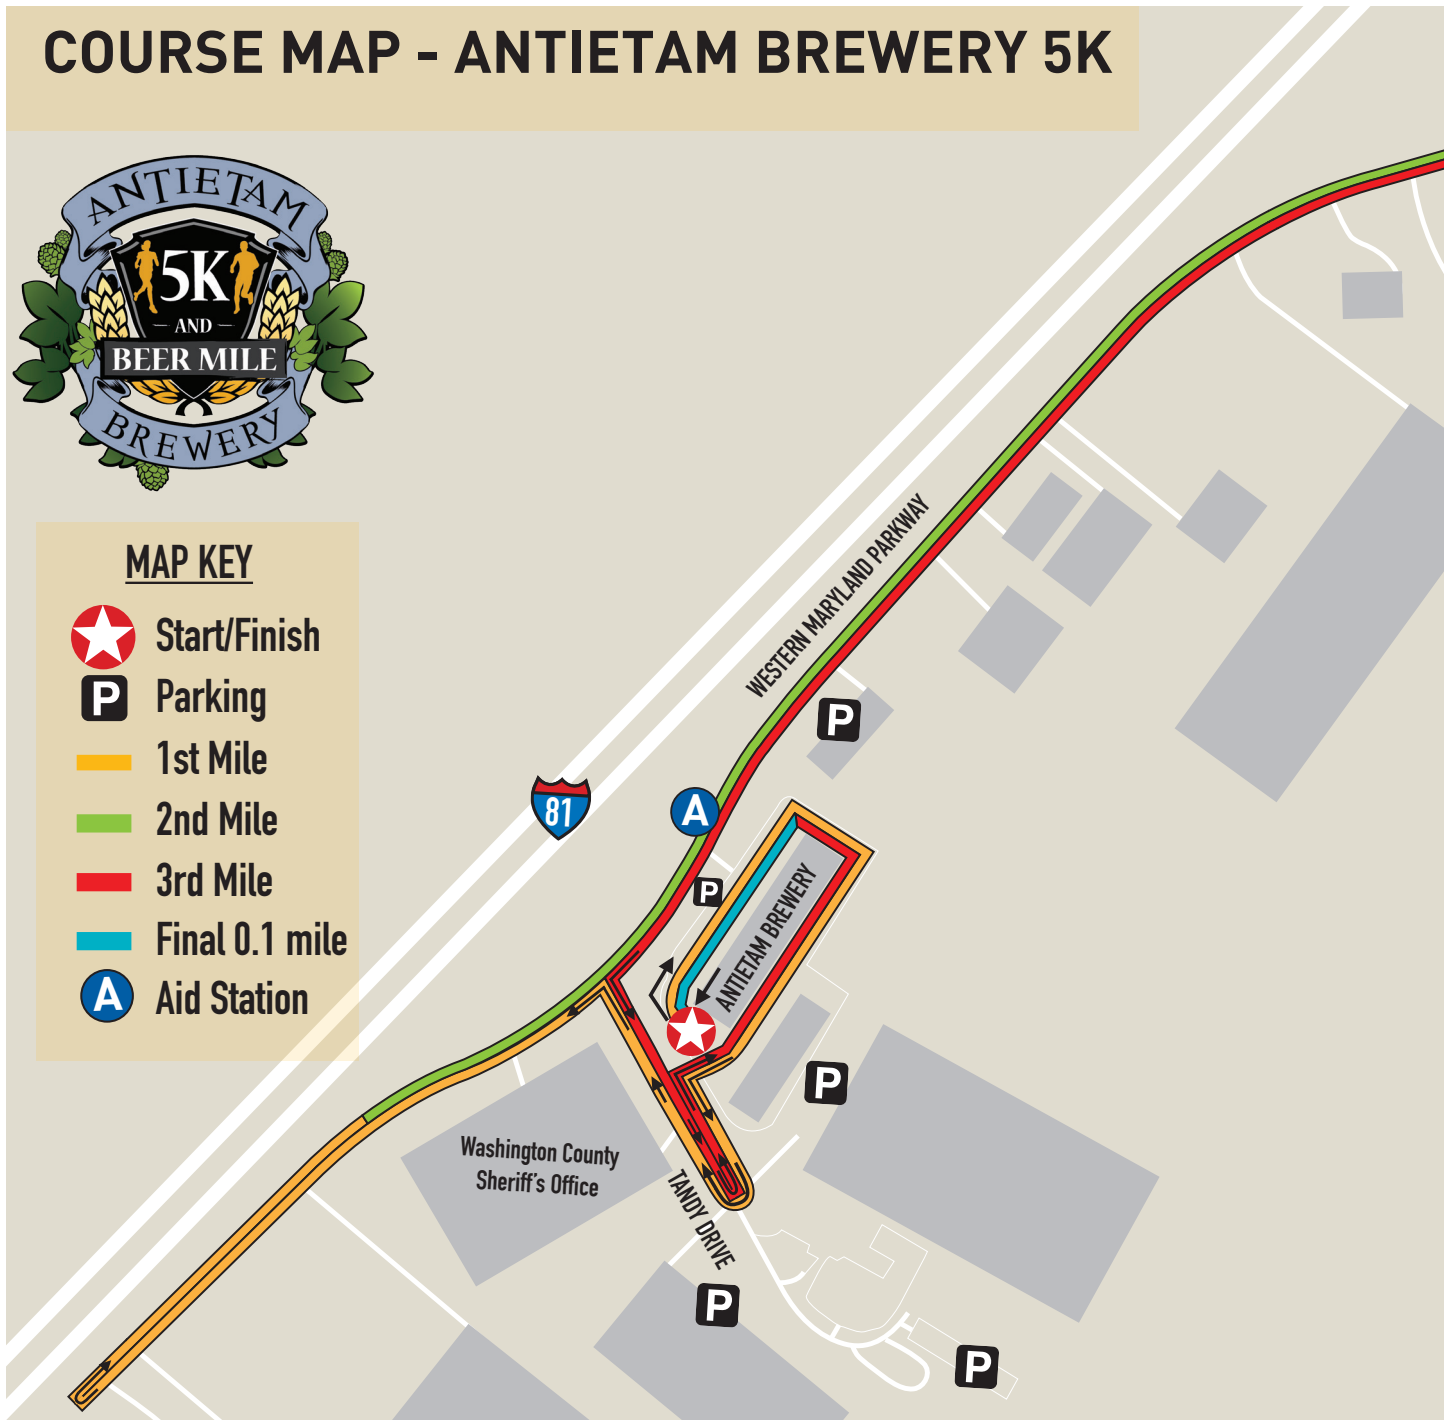 COURSE MAP - ANTIETAM BREWERY 5K
ANTIETAM
5K
AND
BEER MILE
BREWERY
MAP KEY
Start/Finish
P Parking
1st Mile
2nd Mile
3rd Mile
Final 0.1 mile
A Aid Station
WESTERN MARYLAND PARKWAY
P
81
A
P
ANTIETAM BREWERY
P
Washington County
Sheriff's Office
TANDY DRIVE
P
P